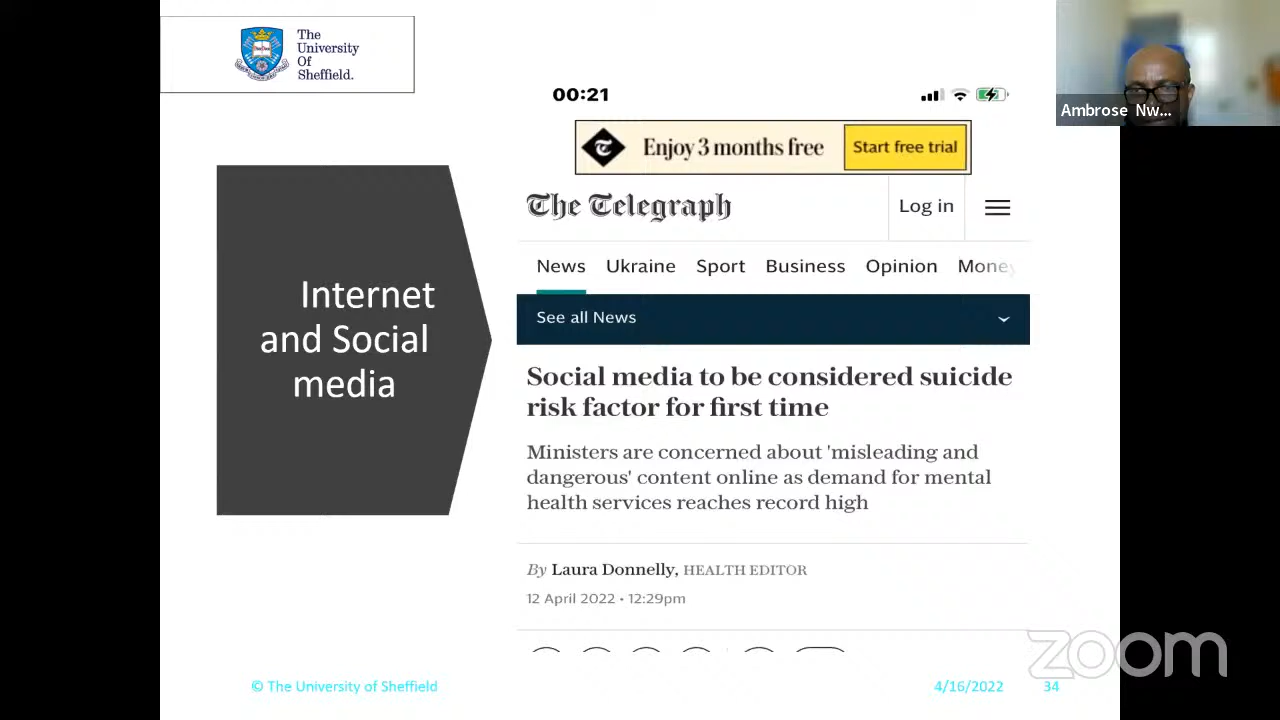 The
University
Of
Sheffield.
Ambrose Nw...
00:21
Enjoy 3 months free
Start free trial
The Telegraph
Log in
News Ukraine Sport Business Opinion Money
See all News
Internet
and Social
media
Social media to be considered suicide
risk factor for first time
Ministers are concerned about 'misleading and
dangerous' content online as demand for mental
health services reaches record high
By Laura Donnelly, HEALTH EDITOR
12 April 2022 • 12:29pm
zoom
© The University of Sheffield
4/16/2022
34